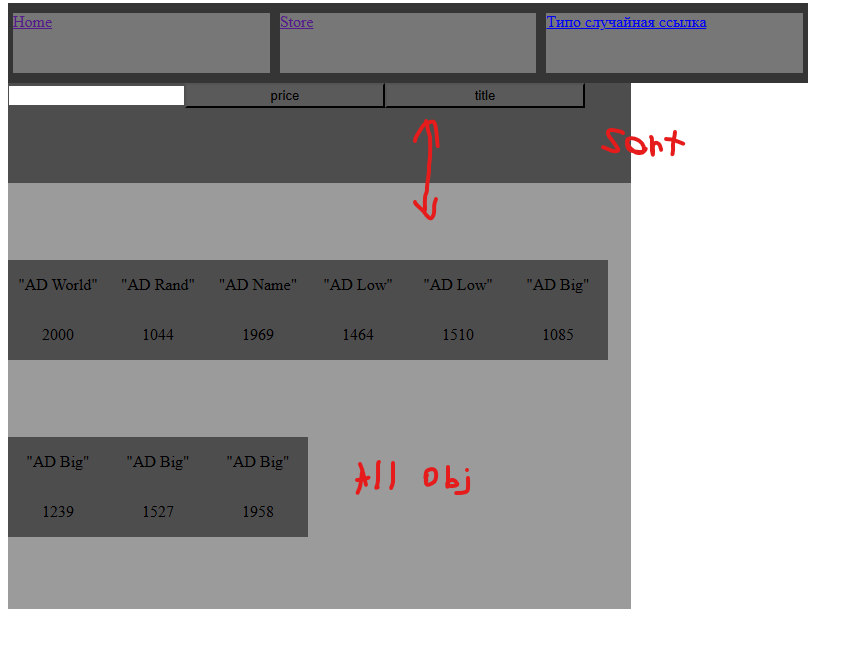 Home Store Типо случайная ссылка
price title
Sort
"AD World" "AD Rand" "AD Name" "AD Low" "AD Low" "AD Big"
2000 1044 1969 1464 1510 1085
"AD Big" "AD Big" "AD Big"
All Obj
1239 1527 1958